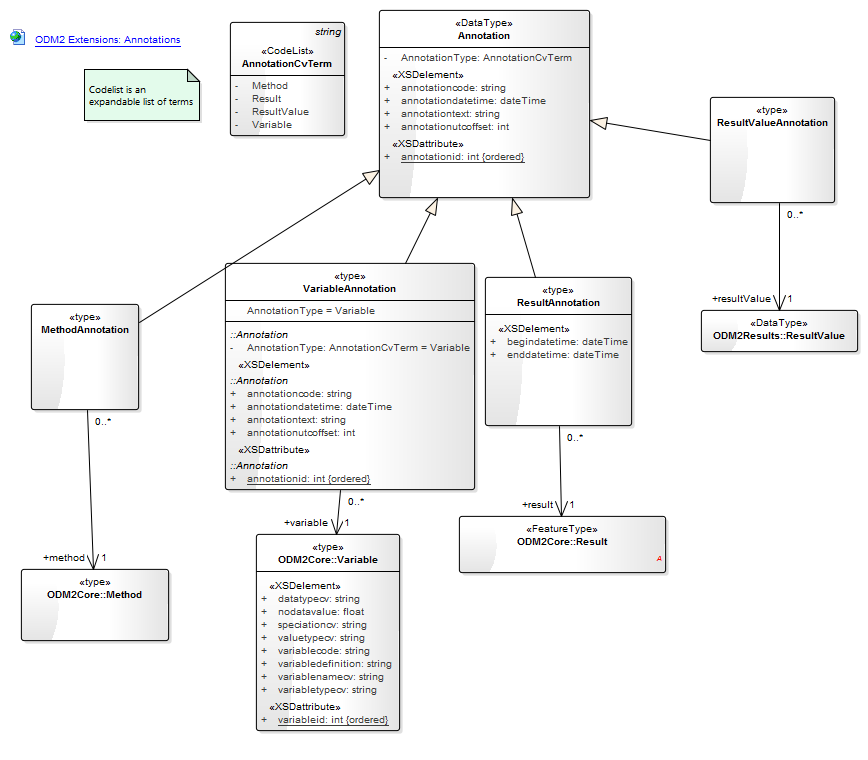 ODM2 Extensions: Annotations
Codelist is an
expandable list of terms
string
«CodeList»
AnnotationCvTerm
- Method
- Result
- ResultValue
- Variable
«DataType»
Annotation
- AnnotationType: AnnotationCvTerm
«XSDelement»
+ annotationcode: string
+ annotationdatetime: dateTime
+ annotationtext: string
+ annotationutcoffset: int
«XSDattribute»
+ annotationid: int {ordered}
«type»
ResultValueAnnotation
0..*
+resultValue 1
«DataType»
ODM2Results::ResultValue
«type»
MethodAnnotation
0..*
+method 1
«type»
ODM2Core::Method
«type»
VariableAnnotation
AnnotationType = Variable
::Annotation
- AnnotationType: AnnotationCvTerm = Variable
«XSDelement»
::Annotation
+ annotationcode: string
+ annotationdatetime: dateTime
+ annotationtext: string
+ annotationutcoffset: int
«XSDattribute»
::Annotation
+ annotationid: int {ordered}
0..*
+variable 1
«type»
ODM2Core::Variable
«XSDelement»
+ datatypecv: string
+ nodatavalue: float
+ speciationcv: string
+ valuetypecv: string
+ variablecode: string
+ variabledefinition: string
+ variablenamecv: string
+ variabletypecv: string
«XSDattribute»
+ variableid: int {ordered}
«type»
ResultAnnotation
«XSDelement»
+ begindatetime: dateTime
+ enddatetime: dateTime
0..*
+result 1
«FeatureType»
ODM2Core::Result
A